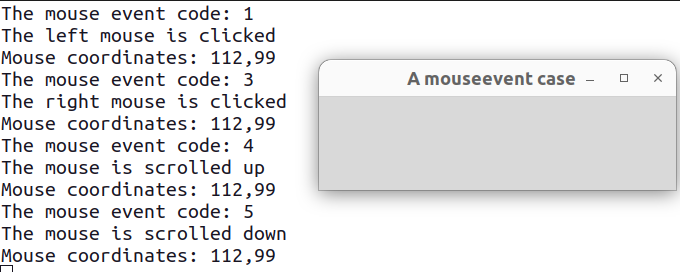 The mouse event code: 1
The left mouse is clicked
Mouse coordinates: 112,99
The mouse event code: 3
The right mouse is clicked
Mouse coordinates: 112,99
The mouse event code: 4
The mouse is scrolled up
Mouse coordinates: 112,99
The mouse event code: 5
The mouse is scrolled down
Mouse coordinates: 112,99
A mouseevent case